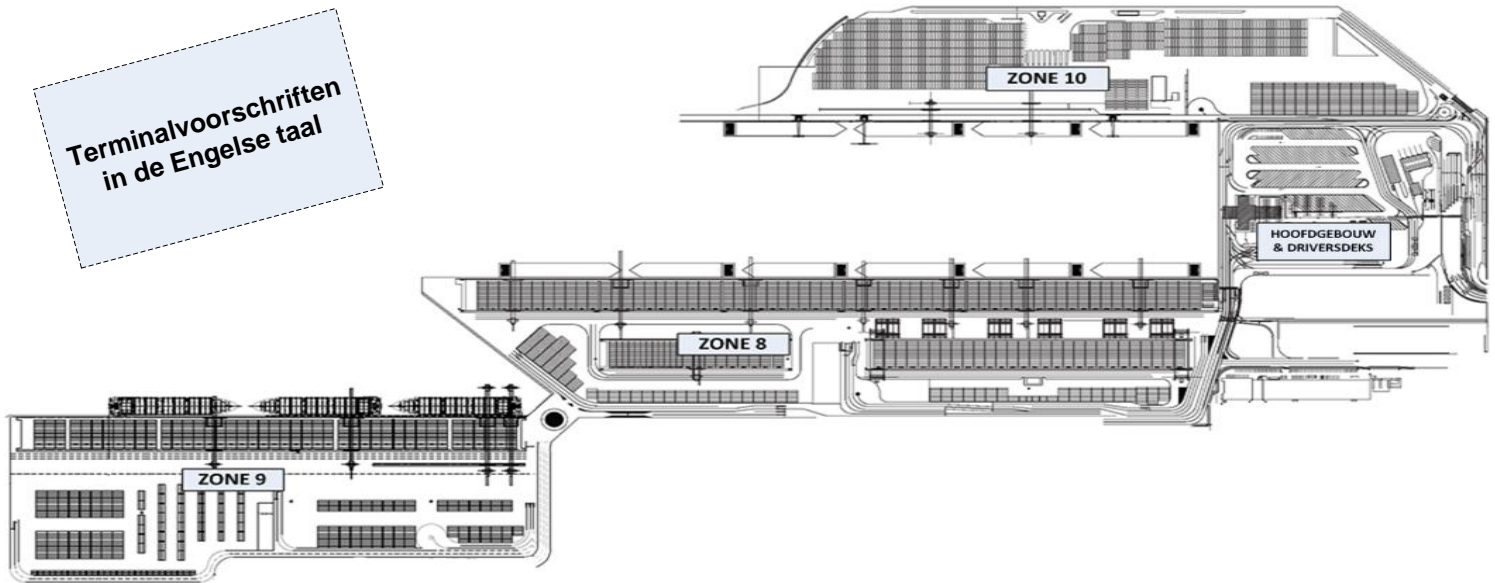 Terminalvoorschriften
in de Engelse taal
ZONE 10
HOOFDGEBOUW
& DRIVERSDEKS
ZONE 8
ZONE 9